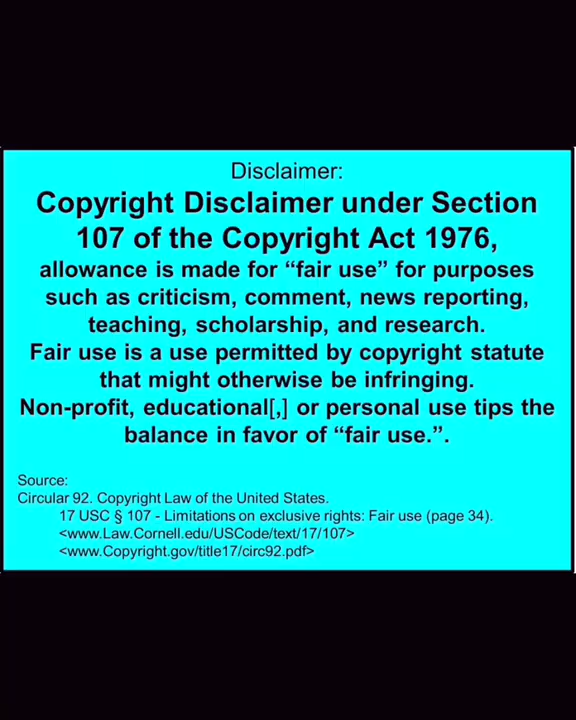 Disclaimer:
Copyright Disclaimer under Section
107 of the Copyright Act 1976,
allowance is made for “fair use” for purposes
such as criticism, comment, news reporting,
teaching, scholarship, and research.
Fair use is a use permitted by copyright statute
that might otherwise be infringing.
Non-profit, educational[,] or personal use tips the
balance in favor of “fair use.”.
Source:
Circular 92. Copyright Law of the United States.
17 USC § 107 - Limitations on exclusive rights: Fair use (page 34).
<www.Law.Cornell.edu/USCode/text/17/107>
<www.Copyright.gov/title17/circ92.pdf>